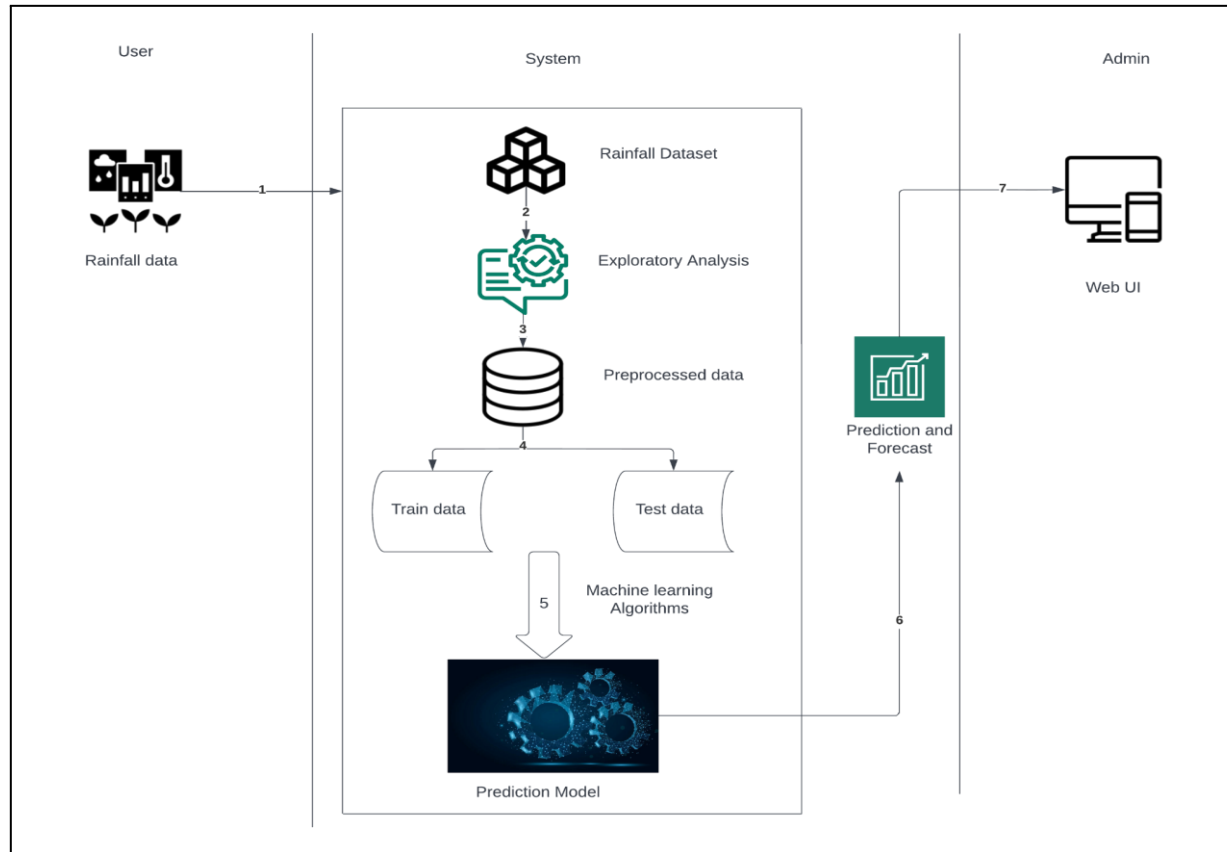 User
System
Admin
Rainfall Dataset
1
7
2
Rainfall data
Exploratory Analysis
Web UI
3
Preprocessed data
Prediction and
Forecast
4
Train data
Test data
5
Machine learning
Algorithms
6
Prediction Model